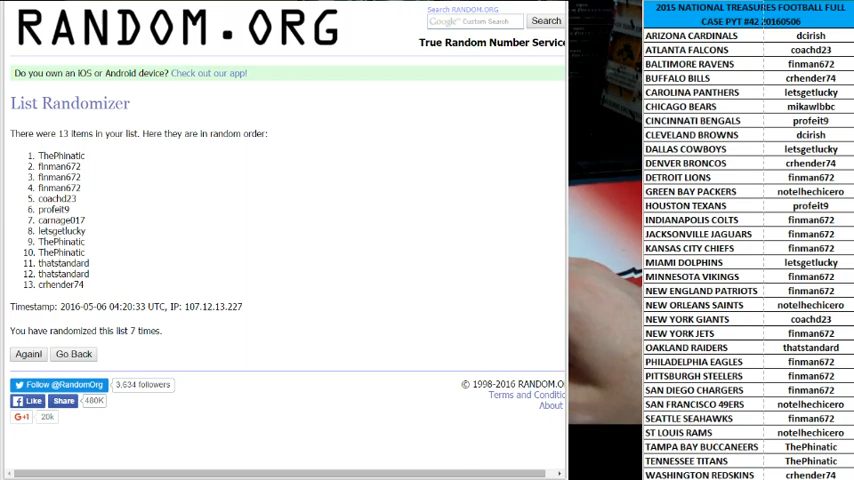 RANDOM.ORG
Search RANDOM.ORG
Google Custom Search
Search
True Random Number Service
Do you own an iOS or Android device? Check out our app!
List Randomizer
There were 13 items in your list. Here they are in random order:
1. ThePhinatic
2. finman672
3. finman672
4. finman672
5. coachd23
6. profeit9
7. carnage017
8. letsgetlucky
9. ThePhinatic
10. ThePhinatic
11. thatstandard
12. thatstandard
13. crhender74
Timestamp: 2016-05-06 04:20:33 UTC, IP: 107.12.13.227
You have randomized this list 7 times.
Again! Go Back
Follow @RandomOrg 3,634 followers
Like Share 480K
G+1 20k
© 1998-2016 RANDOM.O
Terms and Conditio
About
2015 NATIONAL TREASURES FOOTBALL FULL
CASE PYT #42 20160506
ARIZONA CARDINALS dcirish
ATLANTA FALCONS coachd23
BALTIMORE RAVENS finman672
BUFFALO BILLS crhender74
CAROLINA PANTHERS letsgetlucky
CHICAGO BEARS mikawlbbc
CINCINNATI BENGALS profeit9
CLEVELAND BROWNS dcirish
DALLAS COWBOYS letsgetlucky
DENVER BRONCOS crhender74
DETROIT LIONS finman672
GREEN BAY PACKERS notelhechicero
HOUSTON TEXANS profeit9
INDIANAPOLIS COLTS finman672
JACKSONVILLE JAGUARS finman672
KANSAS CITY CHIEFS finman672
MIAMI DOLPHINS letsgetlucky
MINNESOTA VIKINGS finman672
NEW ENGLAND PATRIOTS finman672
NEW ORLEANS SAINTS notelhechicero
NEW YORK GIANTS coachd23
NEW YORK JETS finman672
OAKLAND RAIDERS thatstandard
PHILADELPHIA EAGLES finman672
PITTSBURGH STEELERS finman672
SAN DIEGO CHARGERS finman672
SAN FRANCISCO 49ERS notelhechicero
SEATTLE SEAHAWKS finman672
ST LOUIS RAMS notelhechicero
TAMPA BAY BUCCANEERS ThePhinatic
TENNESSEE TITANS ThePhinatic
WASHINGTON REDSKINS crhender74